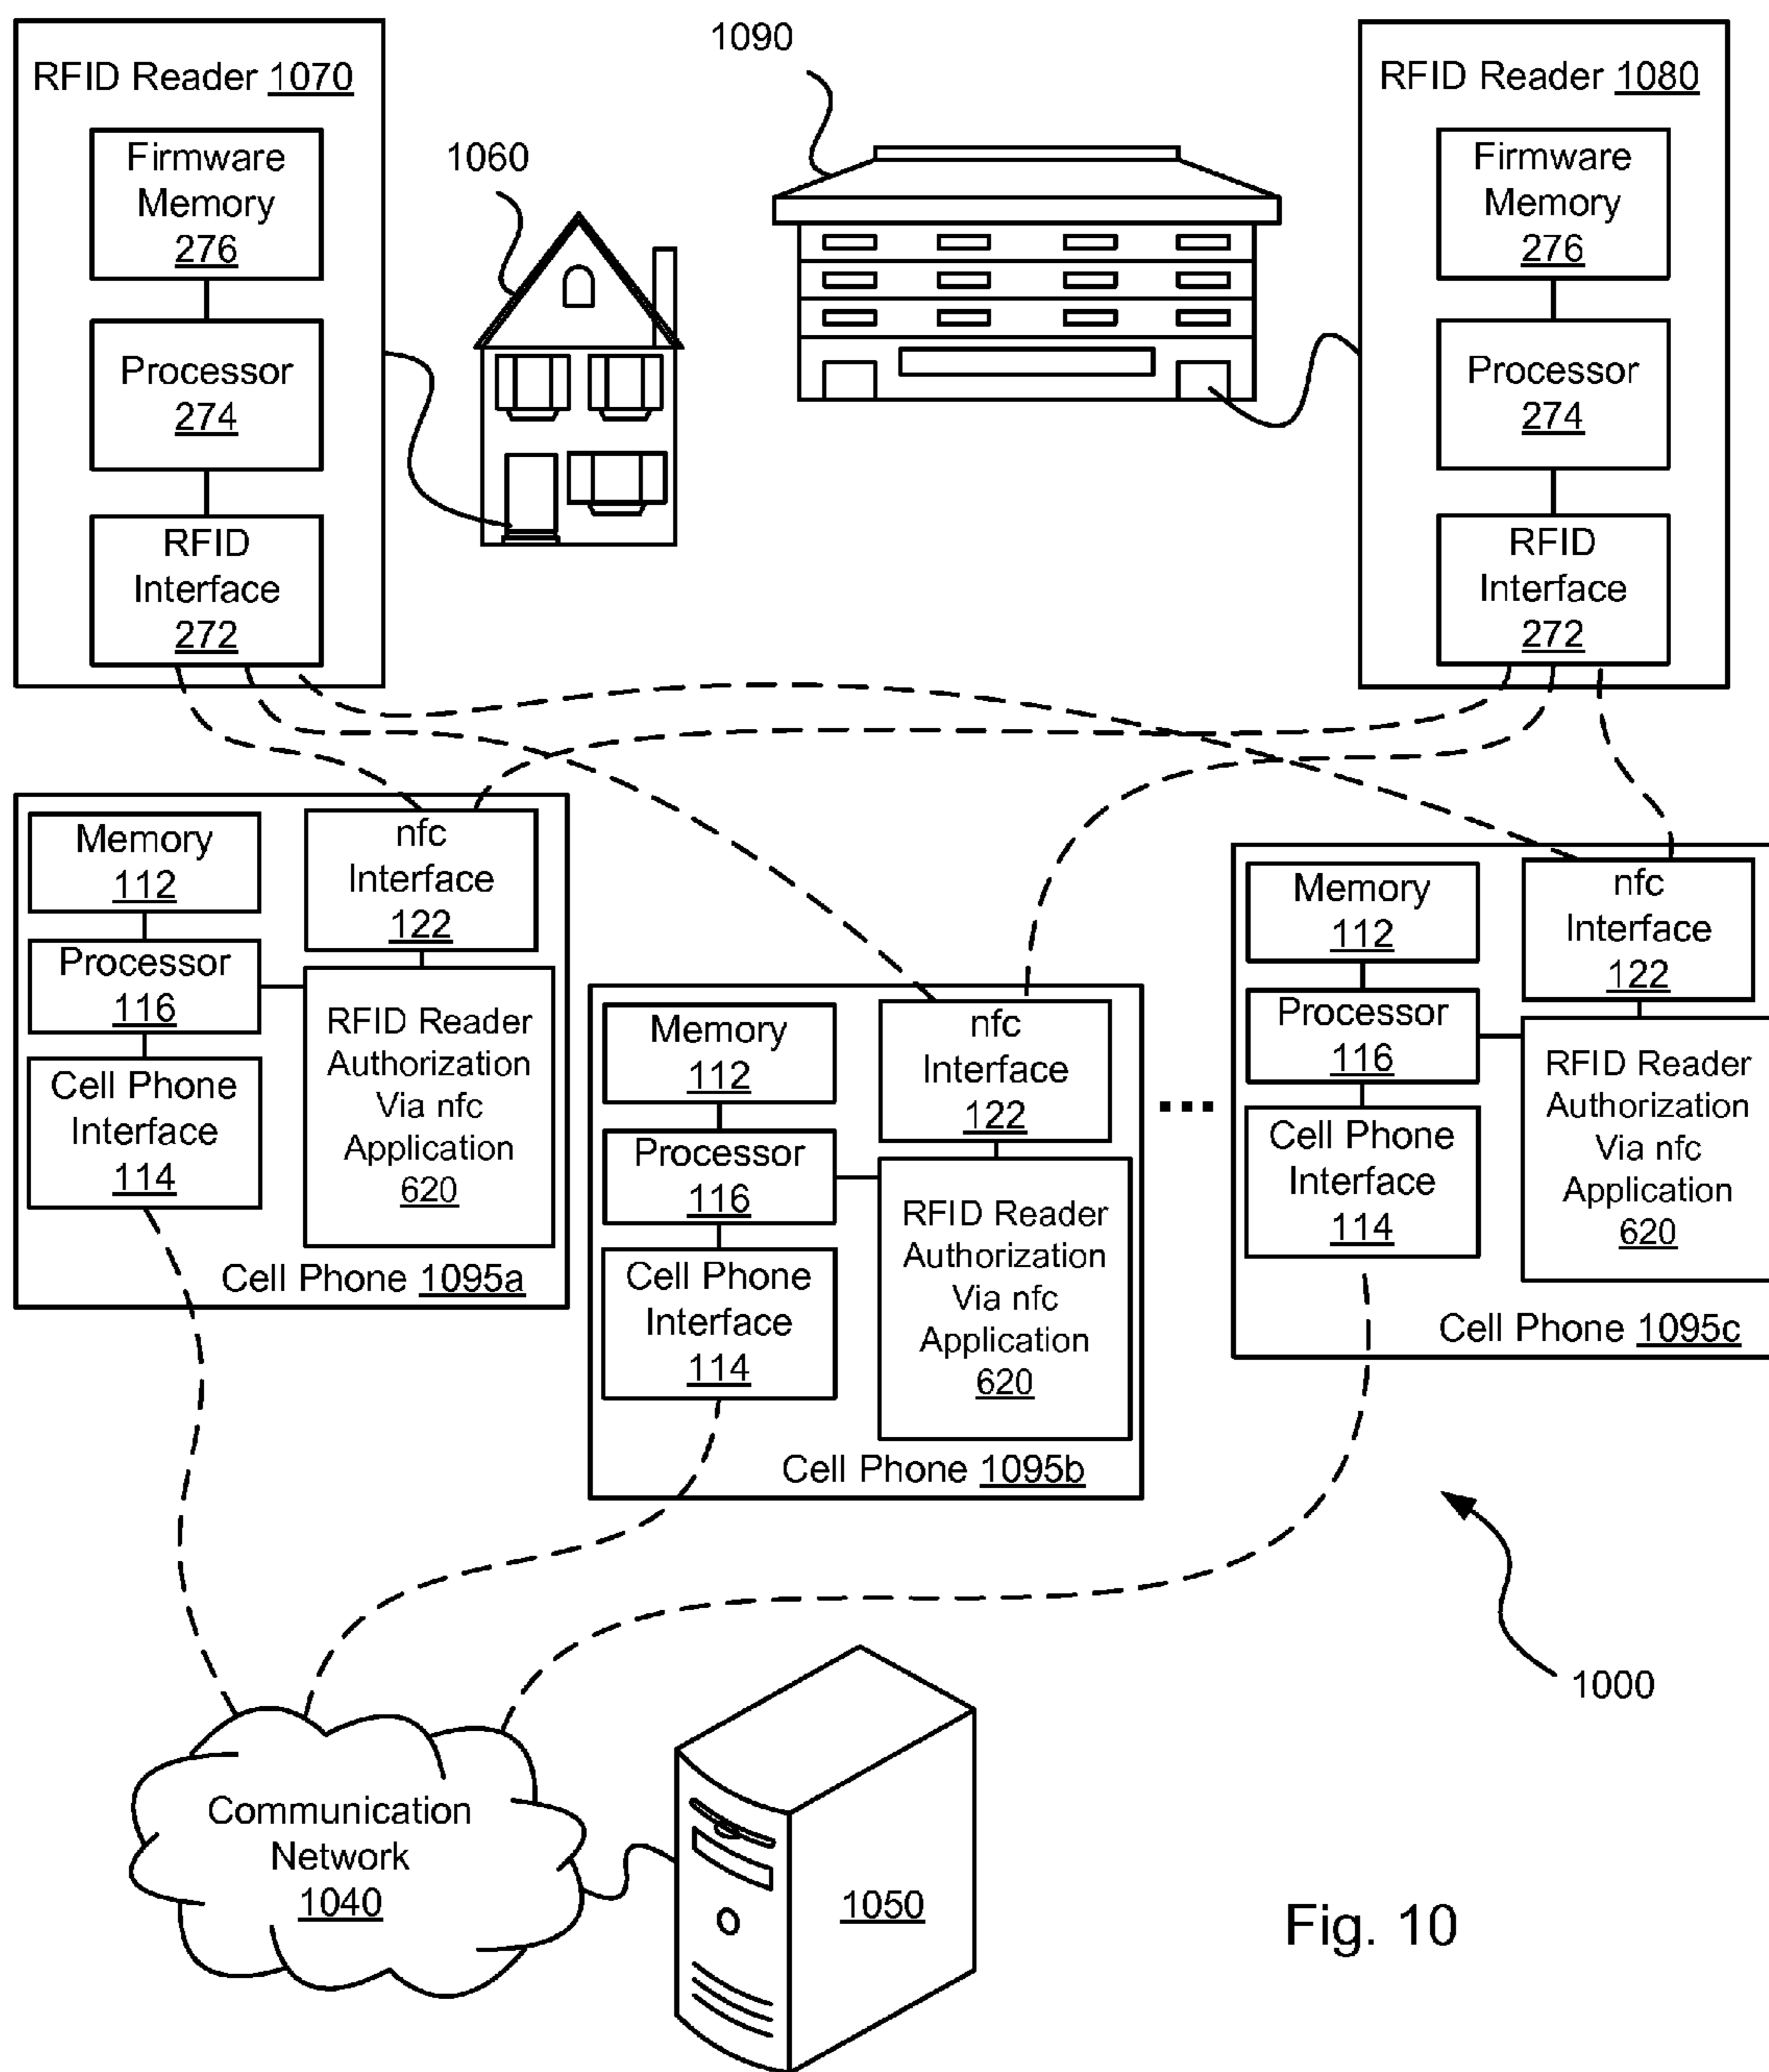 RFID Reader 1070
Firmware
Memory
276
Processor
274
RFID
Interface
272
1060
1090
RFID Reader 1080
Firmware
Memory
276
Processor
274
RFID
Interface
272
Memory
112
Processor
116
Cell Phone
Interface
114
nfc
Interface
122
RFID Reader
Authorization
Via nfc
Application
620
Cell Phone 1095a
Memory
112
Processor
116
Cell Phone
Interface
114
nfc
Interface
122
RFID Reader
Authorization
Via nfc
Application
620
Cell Phone 1095b
...
Memory
112
Processor
116
Cell Phone
Interface
114
nfc
Interface
122
RFID Reader
Authorization
Via nfc
Application
620
Cell Phone 1095c
1000
Communication
Network
1040
1050
Fig. 10